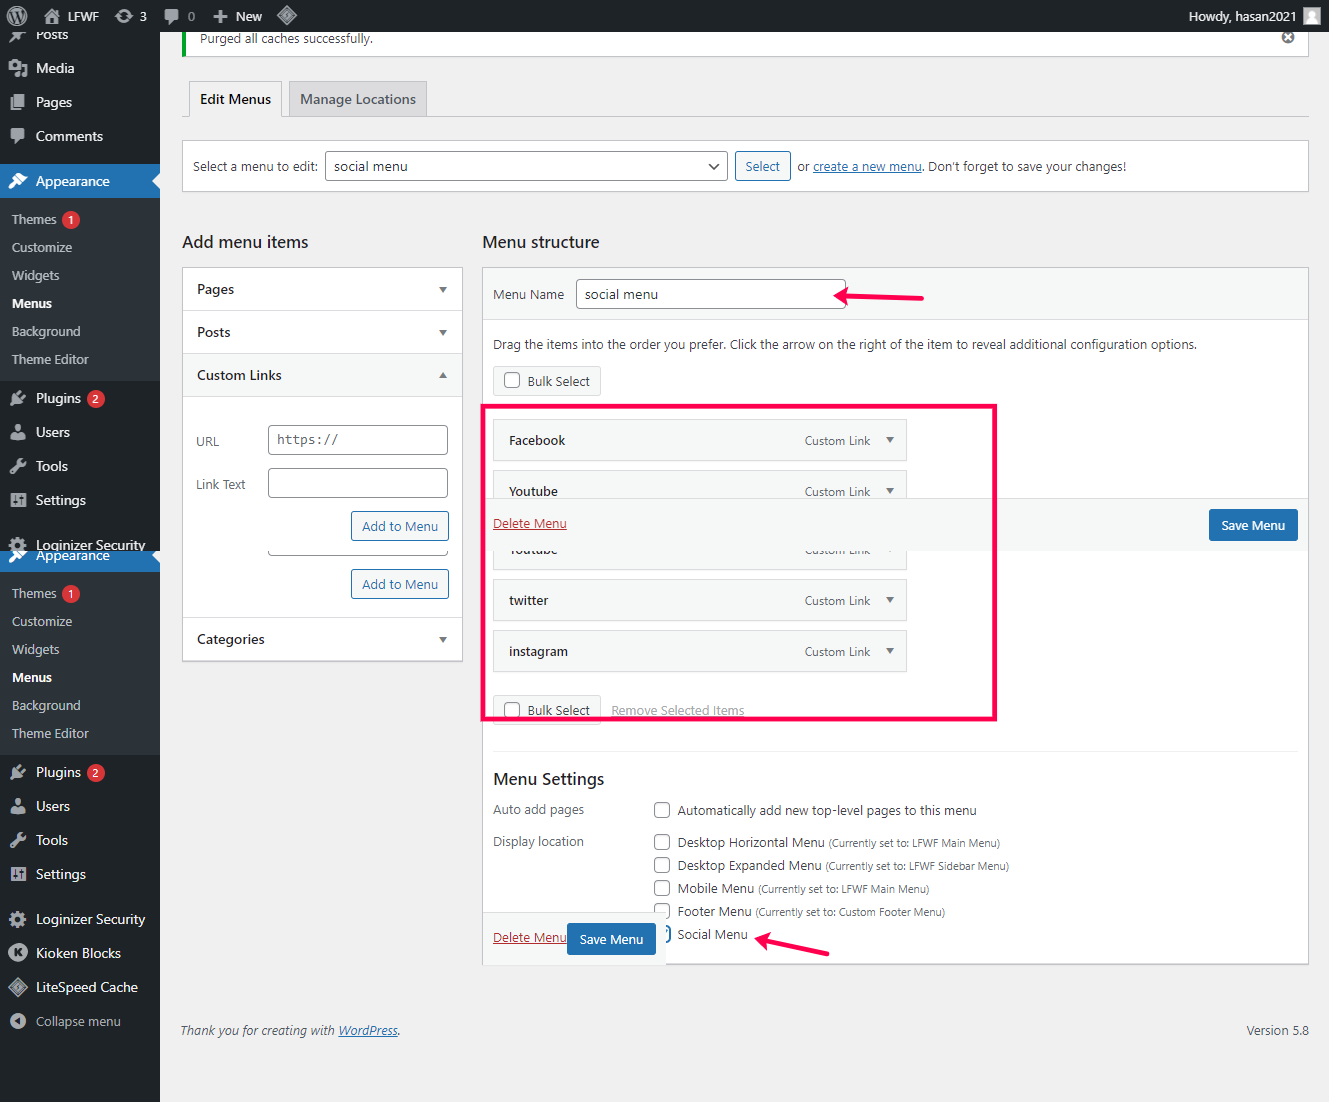 LFWF 3 0 New Howdy, hasan2021
Posts
Media
Pages
Comments
Appearance
Themes 1
Customize
Widgets
Menus
Background
Theme Editor
Plugins 2
Users
Tools
Settings
Loginizer Security
Appearance
Themes 1
Customize
Widgets
Menus
Background
Theme Editor
Plugins 2
Users
Tools
Settings
Loginizer Security
Kioken Blocks
LiteSpeed Cache
Collapse menu
Purged all caches successfully.
Edit Menus Manage Locations
Select a menu to edit: social menu Select or create a new menu. Don't forget to save your changes!
Add menu items
Pages
Posts
Custom Links
URL https://
Link Text
Add to Menu
Add to Menu
Categories
Menu structure
Menu Name social menu
Drag the items into the order you prefer. Click the arrow on the right of the item to reveal additional configuration options.
Bulk Select
Facebook Custom Link
Youtube Custom Link
Delete Menu Save Menu
Youtube Custom Link
twitter Custom Link
instagram Custom Link
Bulk Select Remove Selected Items
Menu Settings
Auto add pages Automatically add new top-level pages to this menu
Display location Desktop Horizontal Menu (Currently set to: LFWF Main Menu)
Desktop Expanded Menu (Currently set to: LFWF Sidebar Menu)
Mobile Menu (Currently set to: LFWF Main Menu)
Footer Menu (Currently set to: Custom Footer Menu)
Social Menu
Delete Menu Save Menu
Thank you for creating with WordPress. Version 5.8